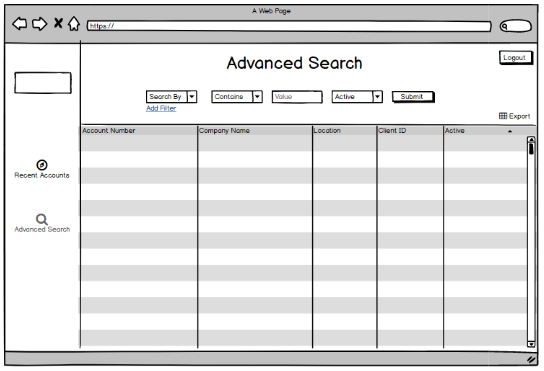 A Web Page
https://
Advanced Search
Logout
Search By Contains Value Active Submit
Add Filter
Export
Account Number Company Name Location Client ID Active
Recent Accounts
Advanced Search